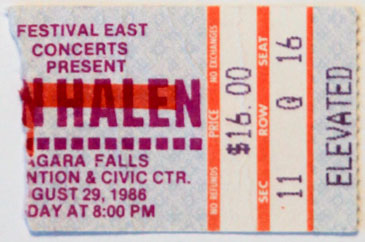 FESTIVAL EAST
CONCERTS
PRESENT
N HALEN
AGARA FALLS
NTION & CIVIC CTR.
GUST 29, 1986
DAY AT 8:00 PM
NO REFUNDS PRICE NO EXCHANGES
$16.00
SEC ROW SEAT
11 Q 16
ELEVATED